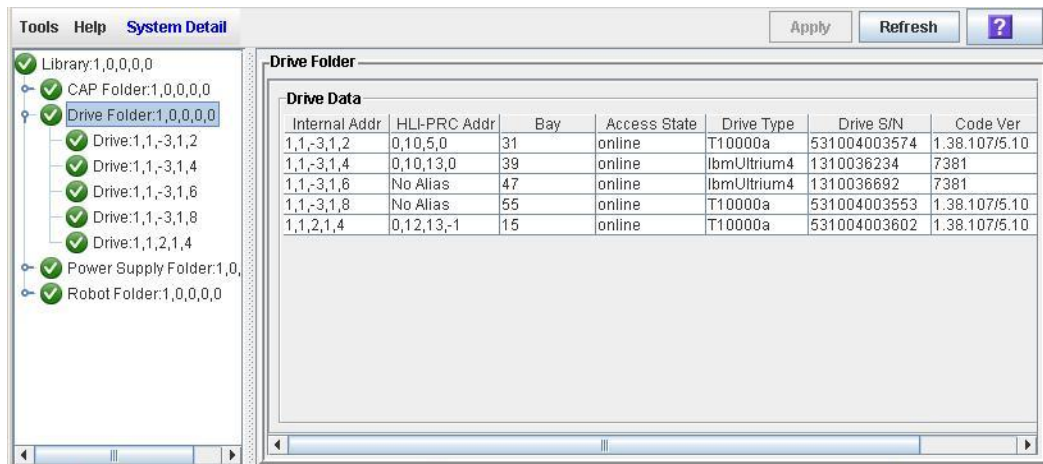 Tools Help System Detail Apply Refresh ?
Library:1,0,0,0,0
CAP Folder:1,0,0,0,0
Drive Folder:1,0,0,0,0
Drive:1,1,-3,1,2
Drive:1,1,-3,1,4
Drive:1,1,-3,1,6
Drive:1,1,-3,1,8
Drive:1,1,2,1,4
Power Supply Folder:1,0,
Robot Folder:1,0,0,0,0
Drive Folder
Drive Data
Internal Addr HLI-PRC Addr Bay Access State Drive Type Drive S/N Code Ver
1,1,-3,1,2 0,10,5,0 31 online T10000a 531004003574 1.38.107/5.10
1,1,-3,1,4 0,10,13,0 39 online IbmUltrium4 1310036234 7381
1,1,-3,1,6 No Alias 47 online IbmUltrium4 1310036692 7381
1,1,-3,1,8 No Alias 55 online T10000a 531004003553 1.38.107/5.10
1,1,2,1,4 0,12,13,-1 15 online T10000a 531004003602 1.38.107/5.10